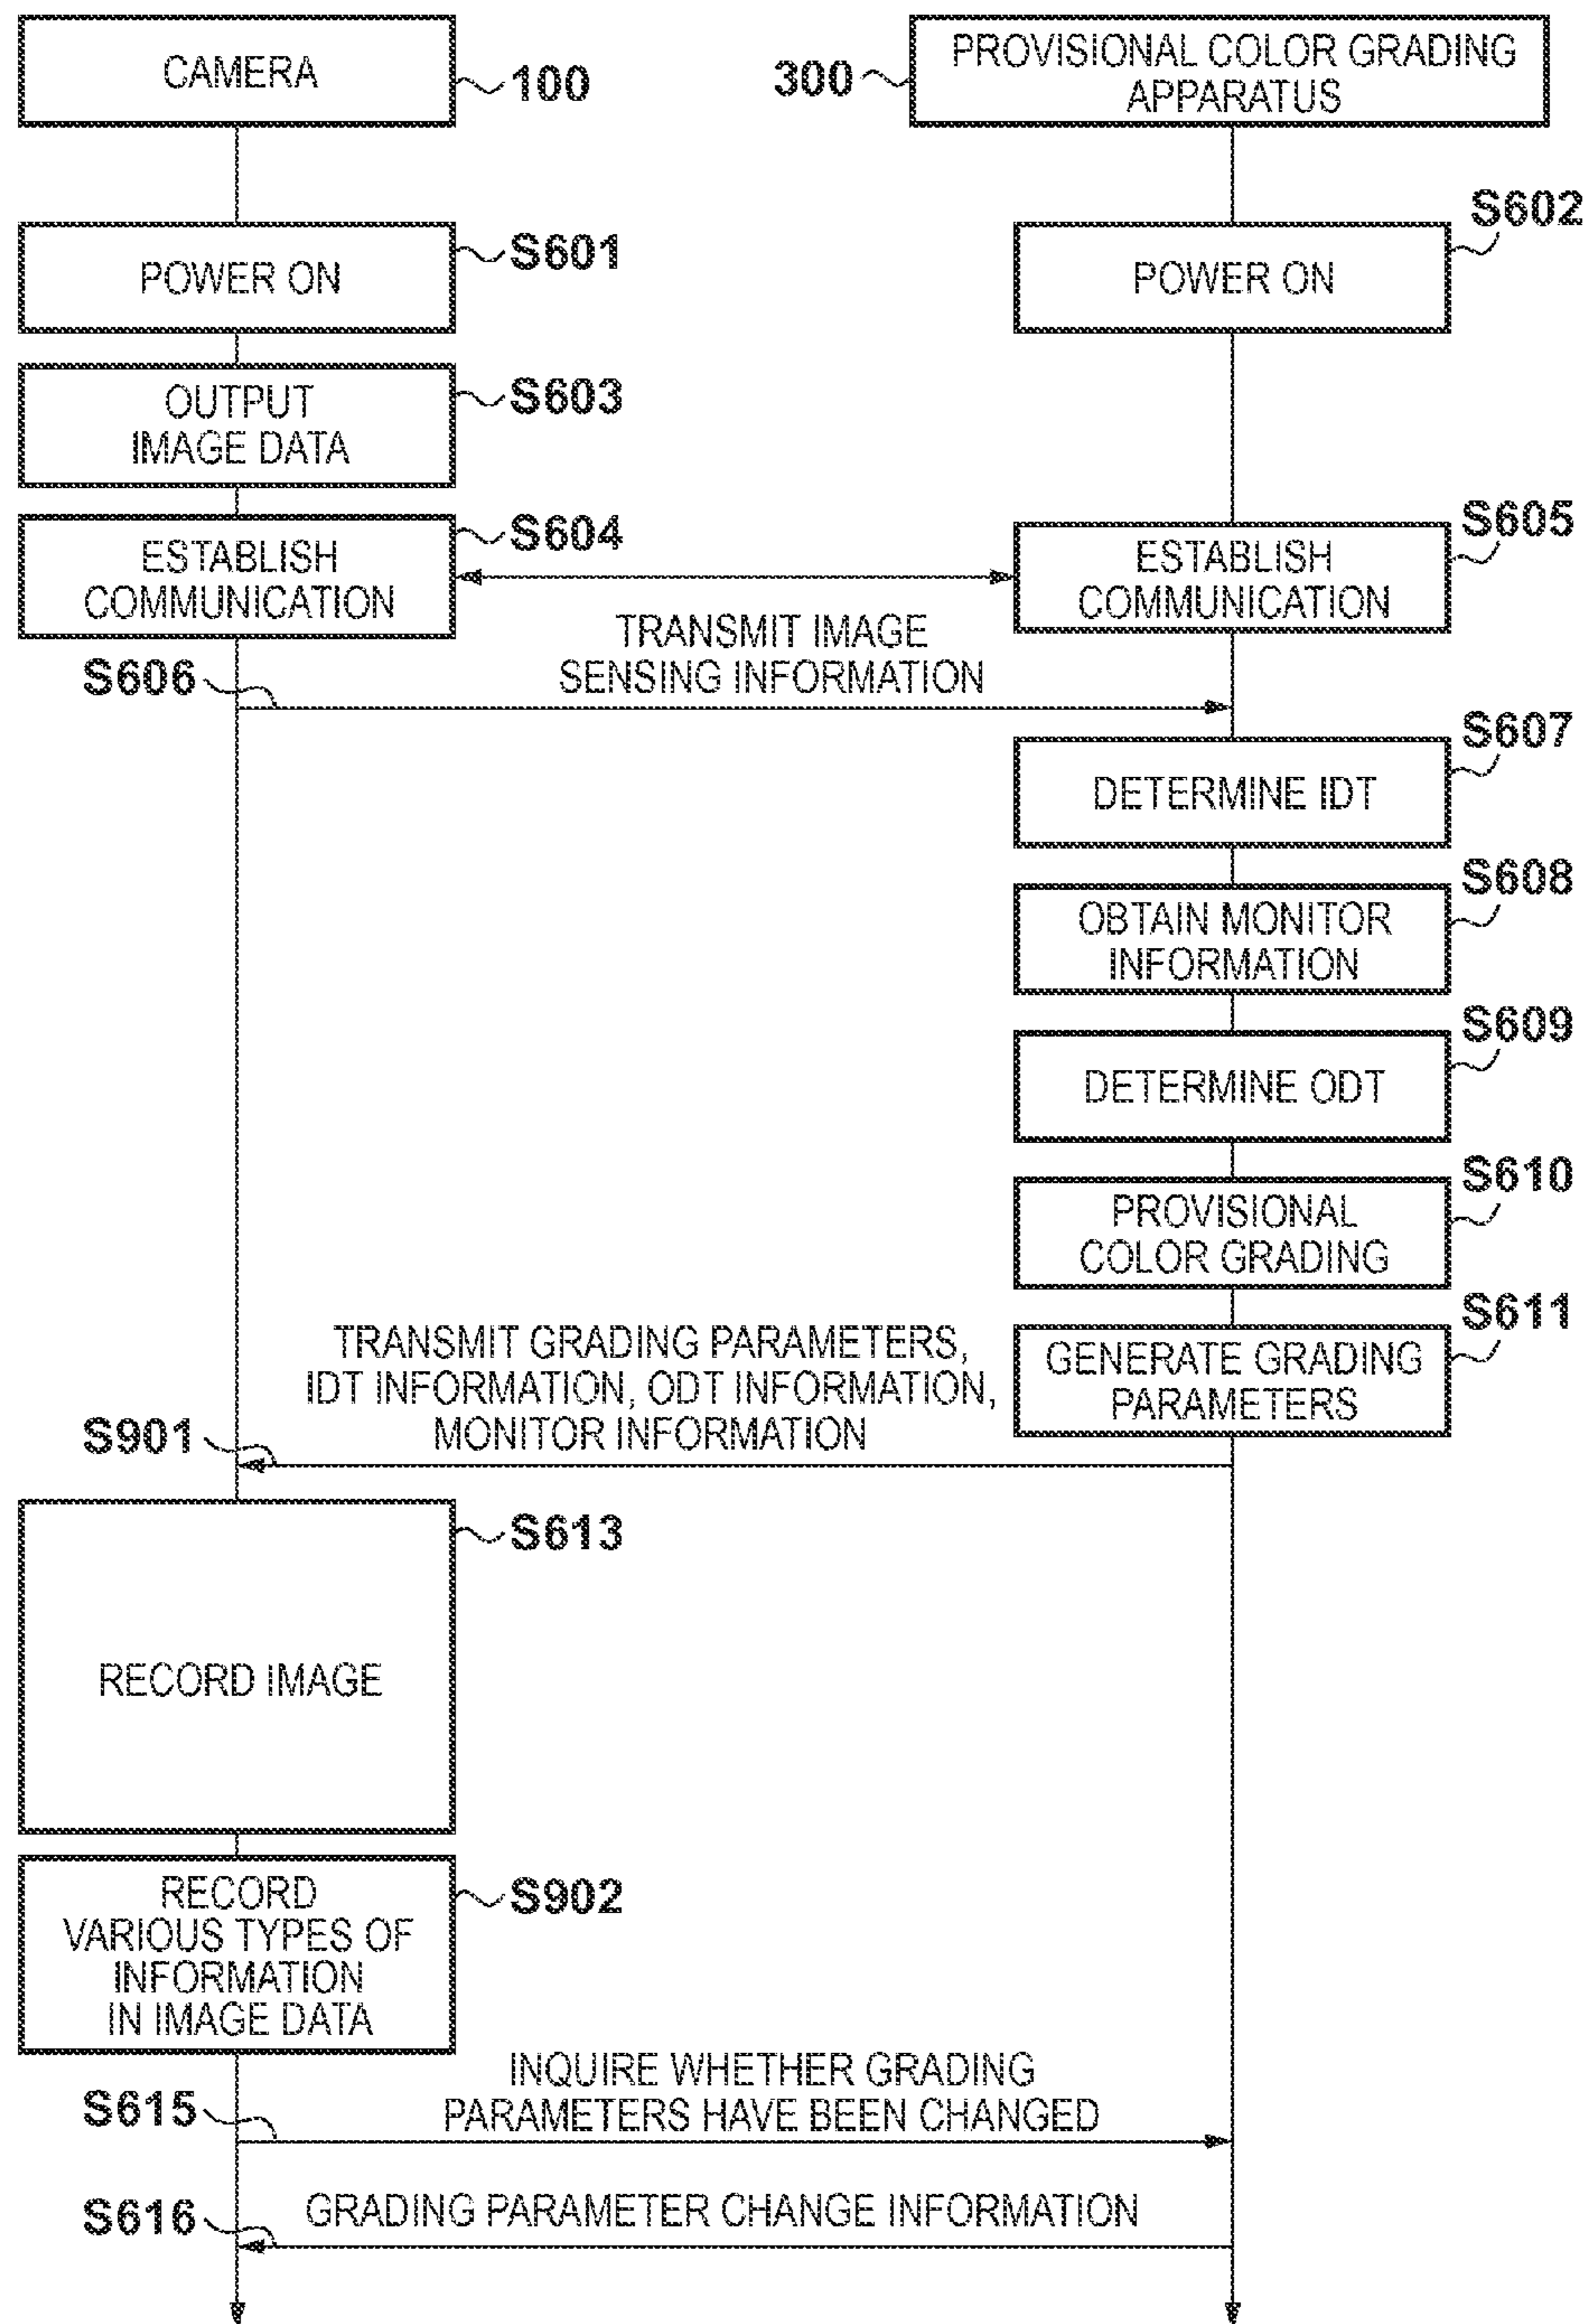 CAMERA
100
300
PROVISIONAL COLOR GRADING
APPARATUS
POWER ON
S601
POWER ON
S602
OUTPUT
IMAGE DATA
S603
ESTABLISH
COMMUNICATION
S604
ESTABLISH
COMMUNICATION
S605
TRANSMIT IMAGE
SENSING INFORMATION
S606
DETERMINE IDT
S607
OBTAIN MONITOR
INFORMATION
S608
DETERMINE ODT
S609
PROVISIONAL
COLOR GRADING
S610
GENERATE GRADING
PARAMETERS
S611
TRANSMIT GRADING PARAMETERS,
IDT INFORMATION, ODT INFORMATION,
MONITOR INFORMATION
S901
RECORD IMAGE
S613
RECORD
VARIOUS TYPES OF
INFORMATION
IN IMAGE DATA
S902
INQUIRE WHETHER GRADING
PARAMETERS HAVE BEEN CHANGED
S615
GRADING PARAMETER CHANGE INFORMATION
S616